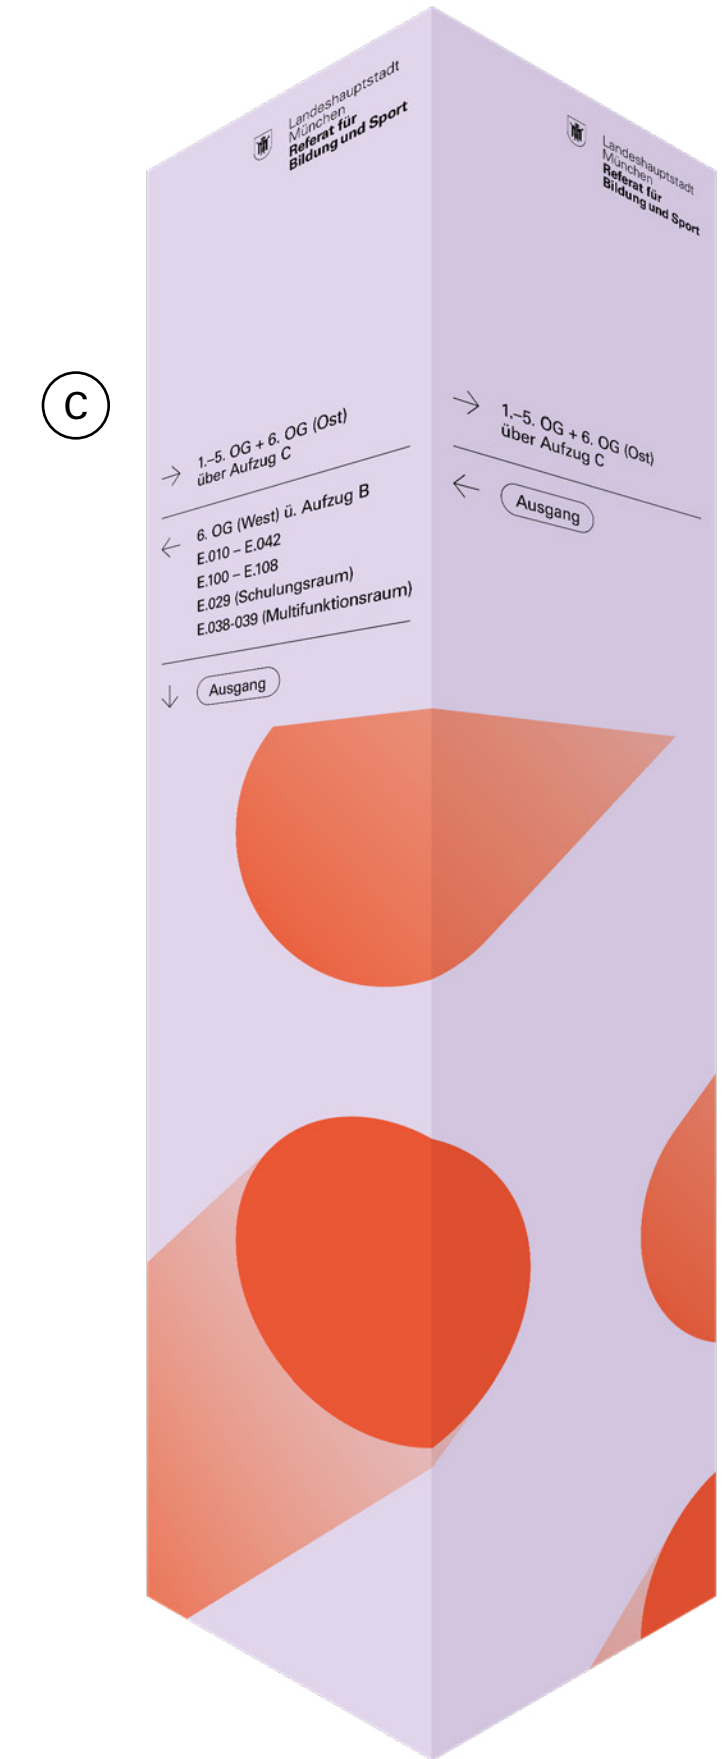 Landeshauptstadt
München
Referat für
Bildung und Sport
C
→ 1.–5. OG + 6. OG (Ost)
über Aufzug C
← 6. OG (West) ü. Aufzug B
E.010 – E.042
E.100 – E.108
E.029 (Schulungsraum)
E.038-039 (Multifunktionsraum)
↓ Ausgang
Landeshauptstadt
München
Referat für
Bildung und Sport
→ 1.–5. OG + 6. OG (Ost)
über Aufzug C
← Ausgang